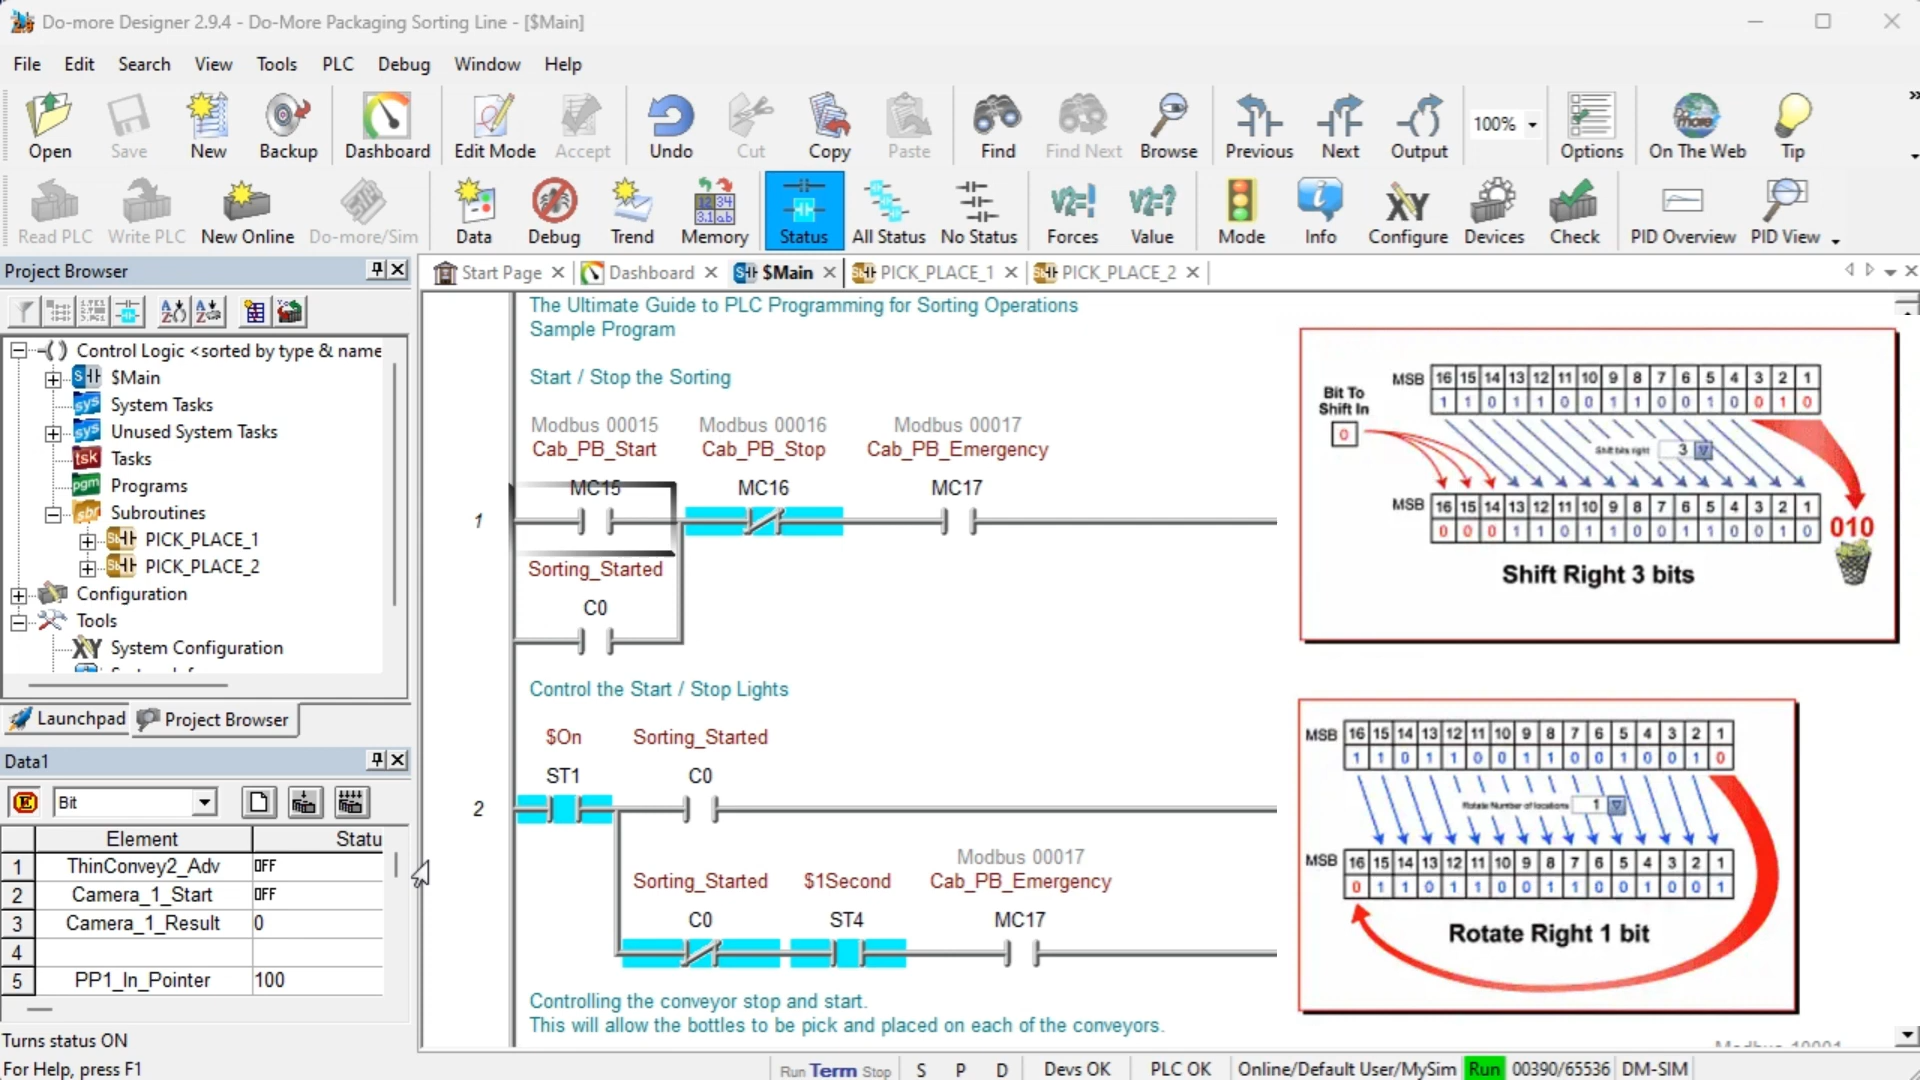 Do-more Designer 2.9.4 - Do-More Packaging Sorting Line - [$Main]
File Edit Search View Tools PLC Debug Window Help
Open Save New Backup Dashboard Edit Mode Accept Undo Cut Copy Paste Find Find Next Browse Previous Next Output 100% Options On The Web Tip
Read PLC Write PLC New Online Do-more/Sim Data Debug Trend Memory Status All Status No Status Forces Value Mode Info Configure Devices Check PID Overview PID View
Project Browser
Start Page Dashboard $Main PICK_PLACE_1 PICK_PLACE_2
Control Logic <sorted by type & name
$Main
System Tasks
Unused System Tasks
Tasks
Programs
Subroutines
PICK_PLACE_1
PICK_PLACE_2
Configuration
Tools
System Configuration
Launchpad Project Browser
Data1
Bit
Element Statu
1 ThinConvey2_Adv OFF
2 Camera_1_Start OFF
3 Camera_1_Result 0
4
5 PP1_In_Pointer 100
The Ultimate Guide to PLC Programming for Sorting Operations
Sample Program
Start / Stop the Sorting
Modbus 00015 Modbus 00016 Modbus 00017
Cab_PB_Start Cab_PB_Stop Cab_PB_Emergency
MC15 MC16 MC17
1
Sorting_Started
C0
Control the Start / Stop Lights
$On Sorting_Started
ST1 C0
2
Modbus 00017
Sorting_Started $1Second Cab_PB_Emergency
C0 ST4 MC17
Controlling the conveyor stop and start.
This will allow the bottles to be pick and placed on each of the conveyors.
Bit To
Shift In
0
MSB 16 15 14 13 12 11 10 9 8 7 6 5 4 3 2 1
1 1 0 1 1 0 0 1 1 0 0 1 0 0 1 0
Shift bits right 3
MSB 16 15 14 13 12 11 10 9 8 7 6 5 4 3 2 1
0 0 0 1 1 0 1 1 0 0 1 1 0 0 1 0
010
Shift Right 3 bits
MSB 16 15 14 13 12 11 10 9 8 7 6 5 4 3 2 1
1 1 0 1 1 0 0 1 1 0 0 1 0 0 1 0
Rotate Number of locations 1
MSB 16 15 14 13 12 11 10 9 8 7 6 5 4 3 2 1
0 1 1 0 1 1 0 0 1 1 0 0 1 0 0 1
Rotate Right 1 bit
Turns status ON
For Help, press F1
Run Term Stop S P D Devs OK PLC OK Online/Default User/MySim Run 00390/65536 DM-SIM